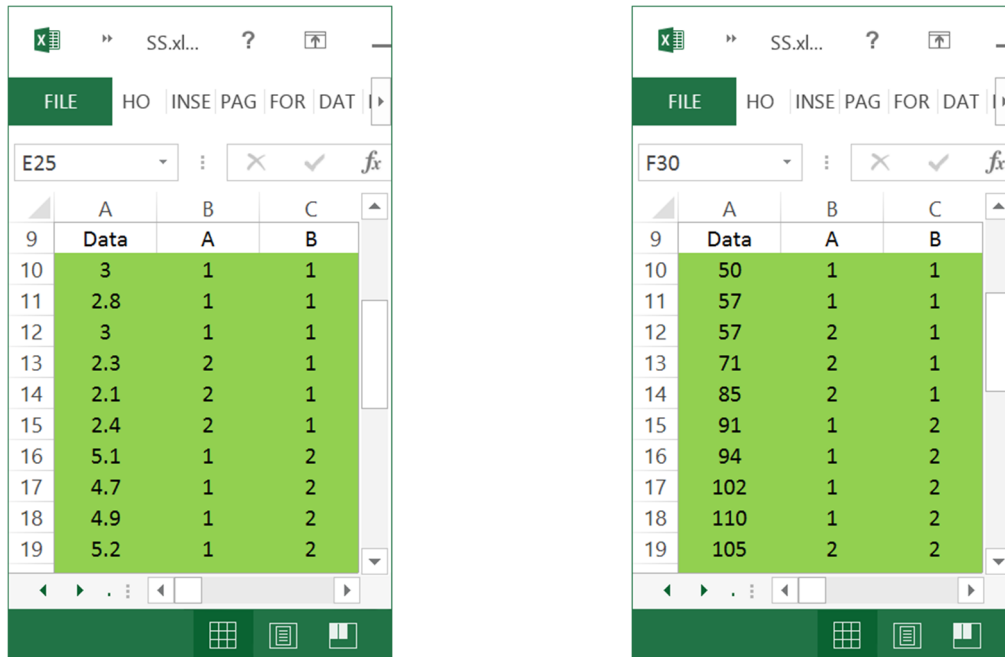 SS.xl... ?
FILE HO INSE PAG FOR DAT
E25 fx
A B C
9 Data A B
10 3 1 1
11 2.8 1 1
12 3 1 1
13 2.3 2 1
14 2.1 2 1
15 2.4 2 1
16 5.1 1 2
17 4.7 1 2
18 4.9 1 2
19 5.2 1 2
SS.xl... ?
FILE HO INSE PAG FOR DAT
F30 fx
A B C
9 Data A B
10 50 1 1
11 57 1 1
12 57 2 1
13 71 2 1
14 85 2 1
15 91 1 2
16 94 1 2
17 102 1 2
18 110 1 2
19 105 2 2